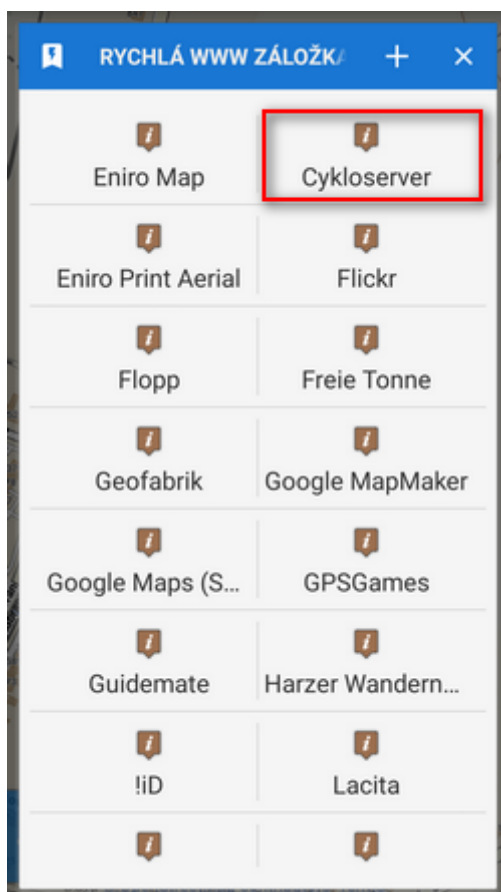 RYCHLÁ WWW ZÁLOŽKA
Eniro Map
Cykloserver
Eniro Print Aerial
Flickr
Flopp
Freie Tonne
Geofabrik
Google MapMaker
Google Maps (S...
GPSGames
Guidemate
Harzer Wandern...
!iD
Lacita